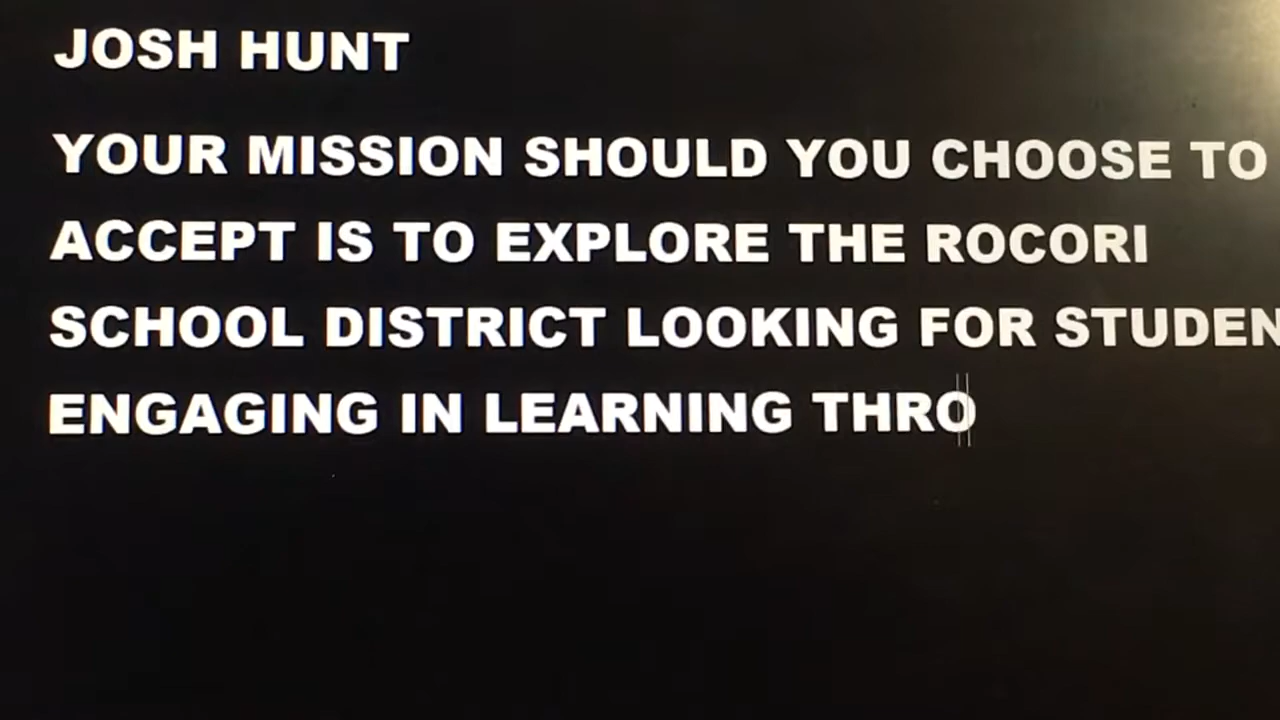 JOSH HUNT
YOUR MISSION SHOULD YOU CHOOSE TO
ACCEPT IS TO EXPLORE THE ROCORI
SCHOOL DISTRICT LOOKING FOR STUDEN
ENGAGING IN LEARNING THRO